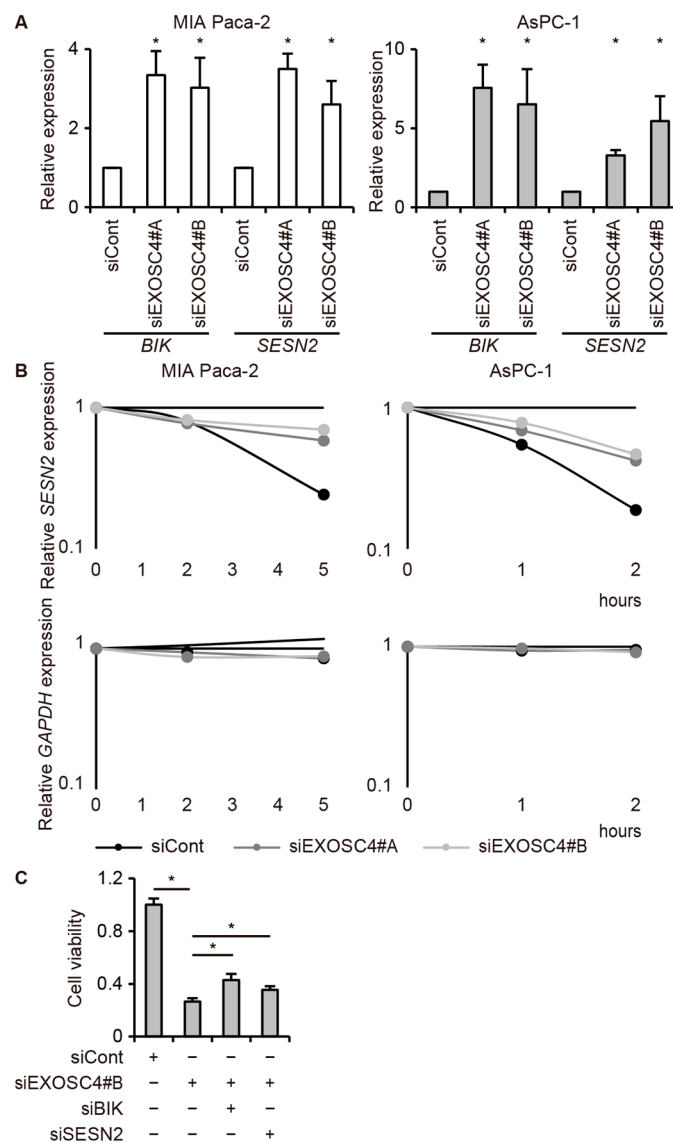 A
MIA Paca-2
AsPC-1
Relative expression
4
2
0
Relative expression
10
5
0
siCont
siEXOSC4#A
siEXOSC4#B
siCont
siEXOSC4#A
siEXOSC4#B
siCont
siEXOSC4#A
siEXOSC4#B
siCont
siEXOSC4#A
siEXOSC4#B
* * * *
* * * *
BIK SESN2
BIK SESN2
B
MIA Paca-2
AsPC-1
Relative SESN2 expression
1
0.1
0 1 2 3 4 5
1
0.1
0 1 2
hours
Relative GAPDH expression
1
0.1
0 1 2 3 4 5
1
0.1
0 1 2
hours
siCont siEXOSC4#A siEXOSC4#B
C
Cell viability
1.2
0.8
0.4
0
* * *
siCont + – – –
siEXOSC4#B – + + +
siBIK – – + –
siSESN2 – – – +